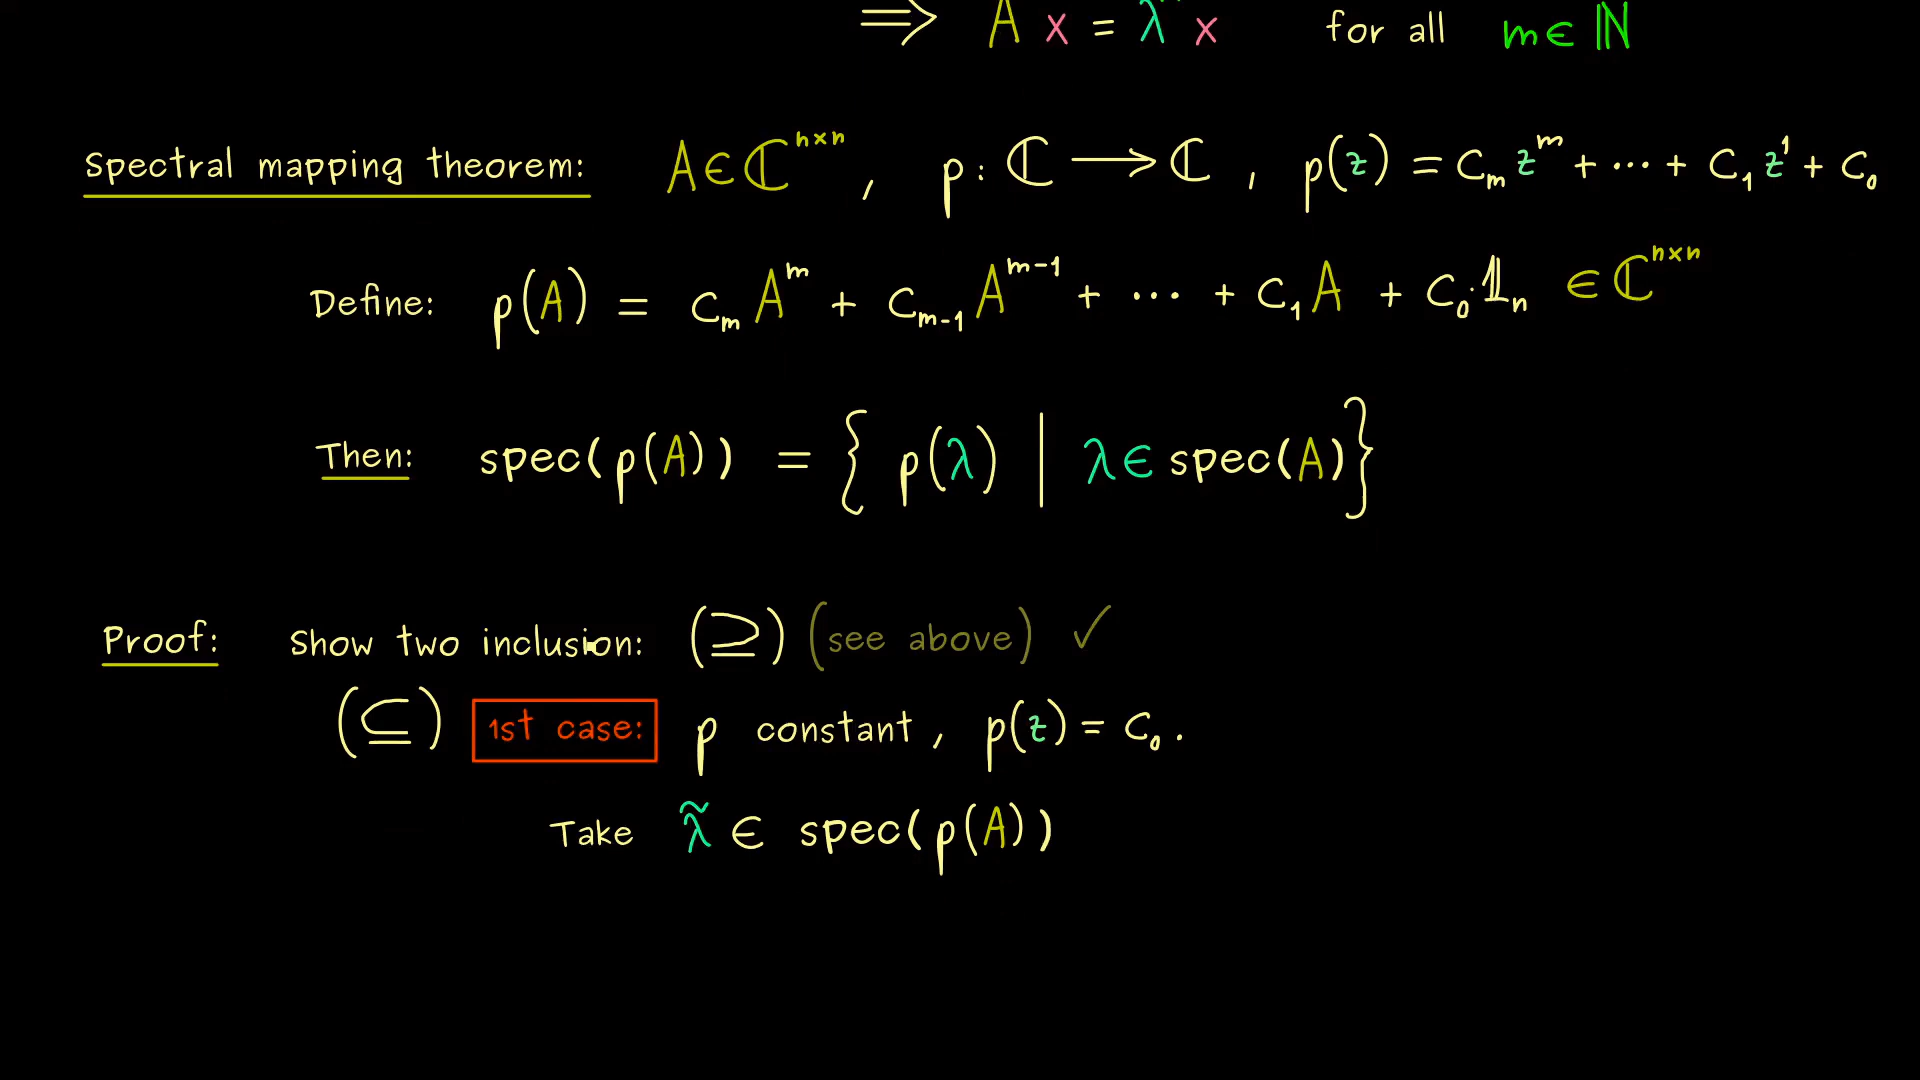 ⟹ A x = λ^m x for all m ∈ ℕ
Spectral mapping theorem: A ∈ ℂ^{n×n} , p: ℂ ⟶ ℂ , p(z) = c_m z^m + ⋯ + c_1 z^1 + c_0
Define: p(A) = c_m A^m + c_{m-1} A^{m-1} + ⋯ + c_1 A + c_0 · 𝟙_n ∈ ℂ^{n×n}
Then: spec(p(A)) = { p(λ) | λ ∈ spec(A) }
Proof: Show two inclusion: (⊇) (see above) ✓
(⊆) 1st case: p constant , p(z) = c_0 .
Take λ̃ ∈ spec(p(A))